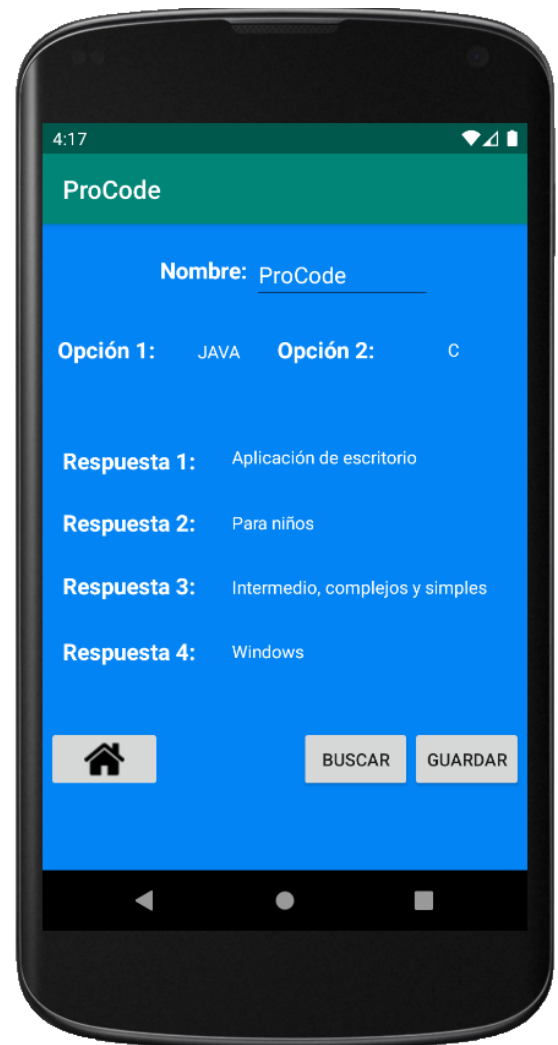 4:17
ProCode
Nombre: ProCode
Opción 1: JAVA Opción 2: C
Respuesta 1: Aplicación de escritorio
Respuesta 2: Para niños
Respuesta 3: Intermedio, complejos y simples
Respuesta 4: Windows
BUSCAR GUARDAR